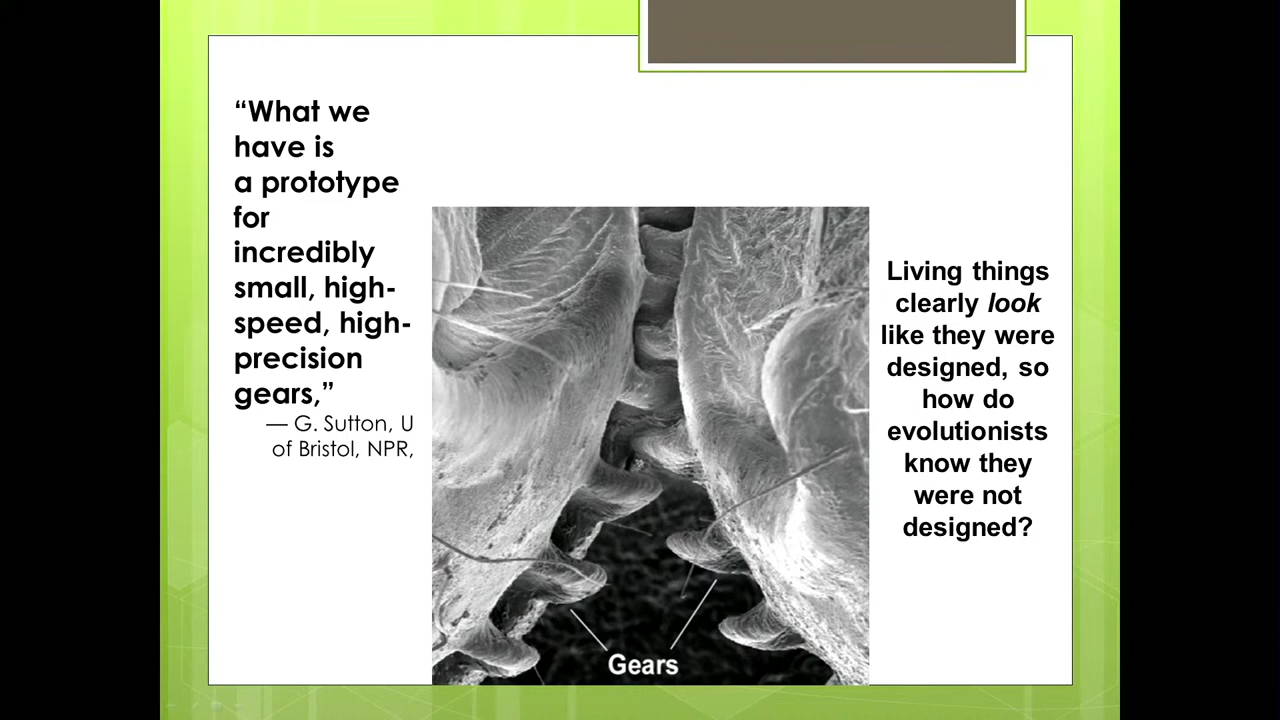 “What we
have is
a prototype
for
incredibly
small, high-
speed, high-
precision
gears,”
— G. Sutton, U
of Bristol, NPR,
Gears
Living things
clearly look
like they were
designed, so
how do
evolutionists
know they
were not
designed?